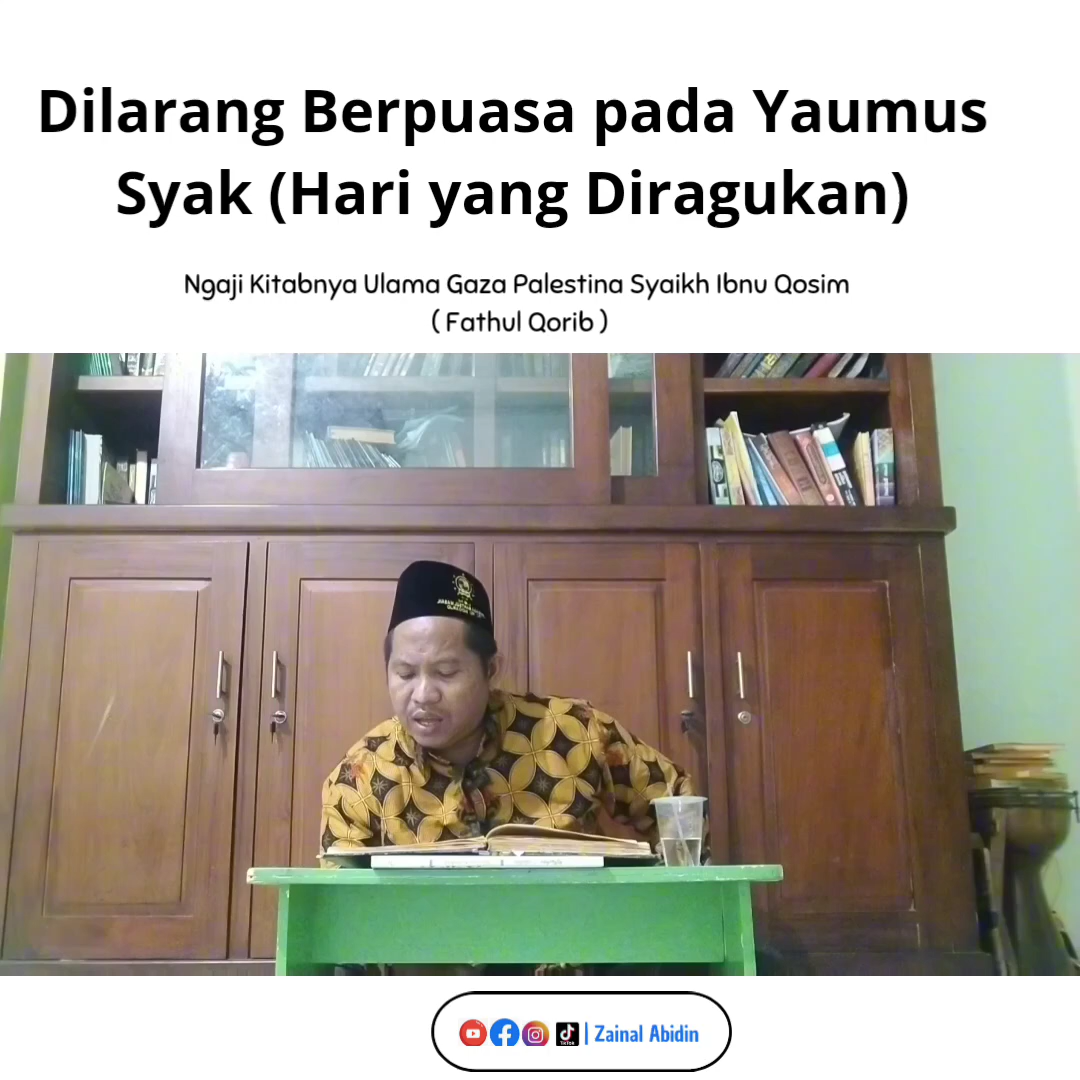 Dilarang Berpuasa pada Yaumus
Syak (Hari yang Diragukan)
Ngaji Kitabnya Ulama Gaza Palestina Syaikh Ibnu Qosim
( Fathul Qorib )
| Zainal Abidin